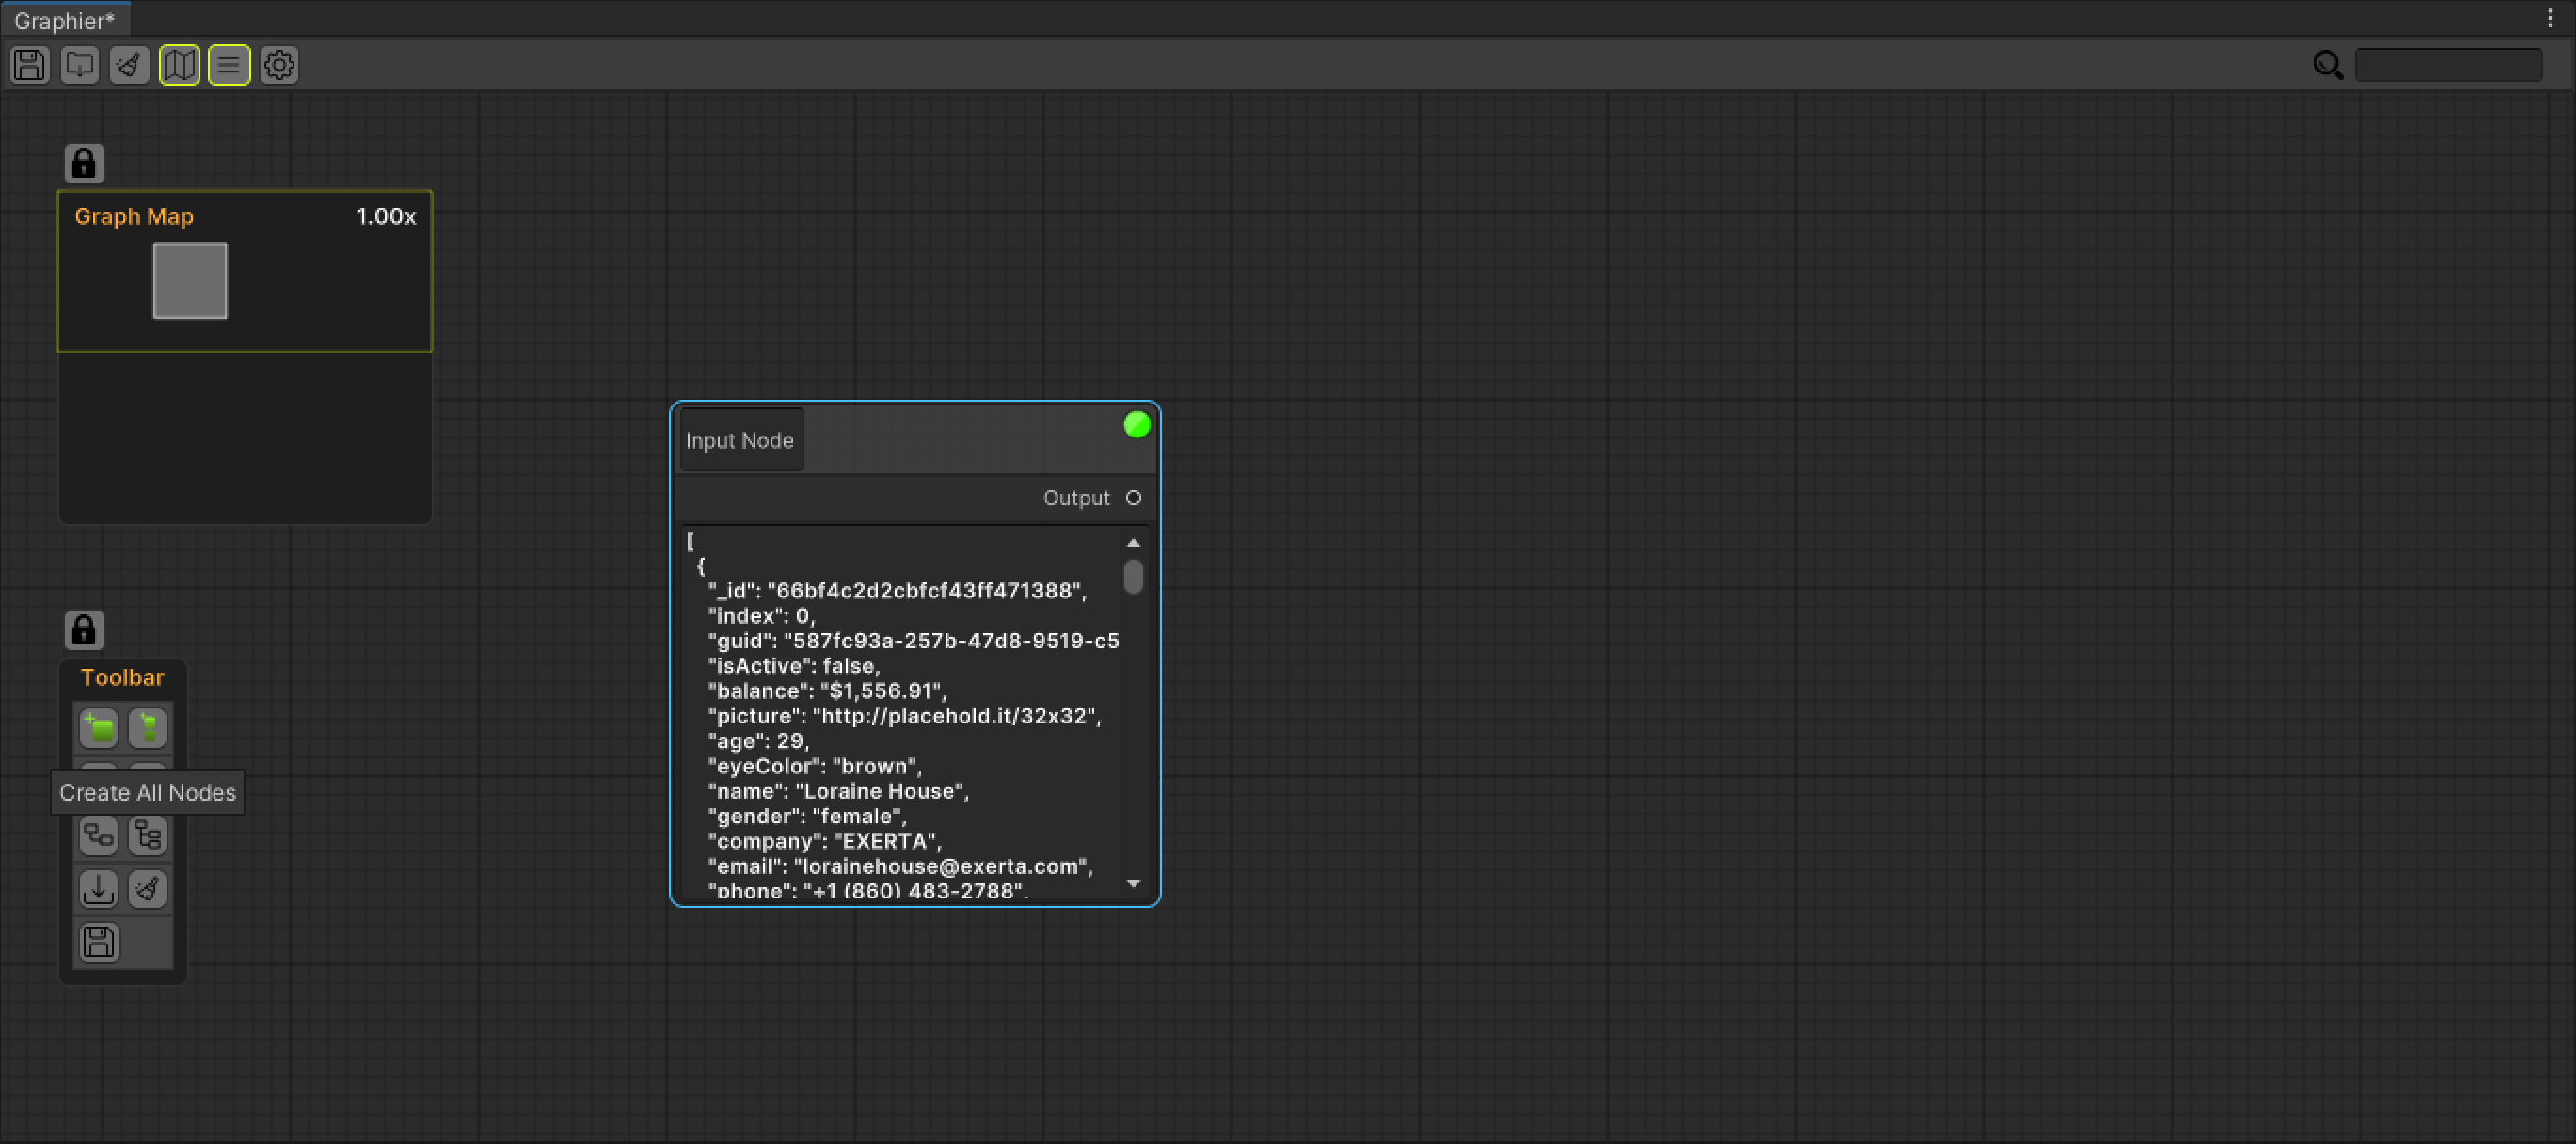 Graphier*
Graph Map 1.00x
Input Node
Output
[
{
"_id": "66bf4c2d2cbfcf43ff471388",
"index": 0,
"guid": "587fc93a-257b-47d8-9519-c5
"isActive": false,
"balance": "$1,556.91",
"picture": "http://placehold.it/32x32",
"age": 29,
"eyeColor": "brown",
"name": "Loraine House",
"gender": "female",
"company": "EXERTA",
"email": "lorainehouse@exerta.com",
"phone": "+1 (860) 483-2788",
Toolbar
Create All Nodes